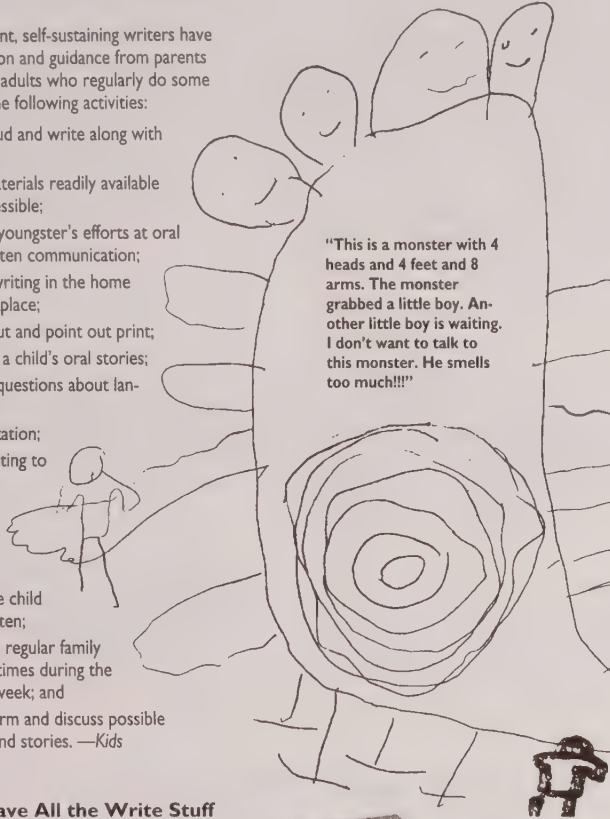 nt, self-sustaining writers have
on and guidance from parents
adults who regularly do some
e following activities:
ud and write along with
terials readily available
ssible;
youngster's efforts at oral
ten communication;
writing in the home
place;
ut and point out print;
a child's oral stories;
questions about lan-
ation;
ting to
e child
ten;
regular family
times during the
week; and
rm and discuss possible
nd stories. —Kids
ave All the Write Stuff
"This is a monster with 4
heads and 4 feet and 8
arms. The monster
grabbed a little boy. An-
other little boy is waiting.
I don't want to talk to
this monster. He smells
too much!!!"